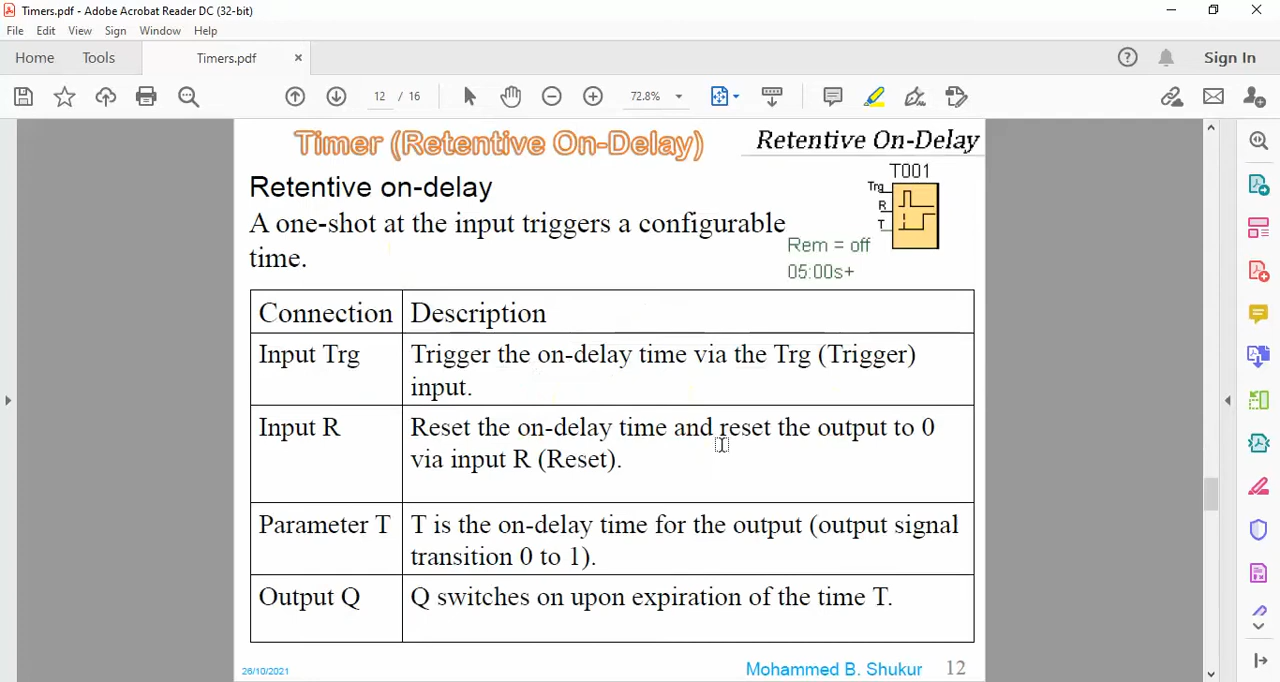 Timers.pdf - Adobe Acrobat Reader DC (32-bit)
File Edit View Sign Window Help
Home Tools Timers.pdf × Sign In
12 / 16 72.8%
Timer (Retentive On-Delay) Retentive On-Delay
T001
Trg
R
T
Rem = off
05:00s+
Retentive on-delay
A one-shot at the input triggers a configurable
time.
Connection Description
Input Trg Trigger the on-delay time via the Trg (Trigger)
input.
Input R Reset the on-delay time and reset the output to 0
via input R (Reset).
Parameter T T is the on-delay time for the output (output signal
transition 0 to 1).
Output Q Q switches on upon expiration of the time T.
26/10/2021 Mohammed B. Shukur 12